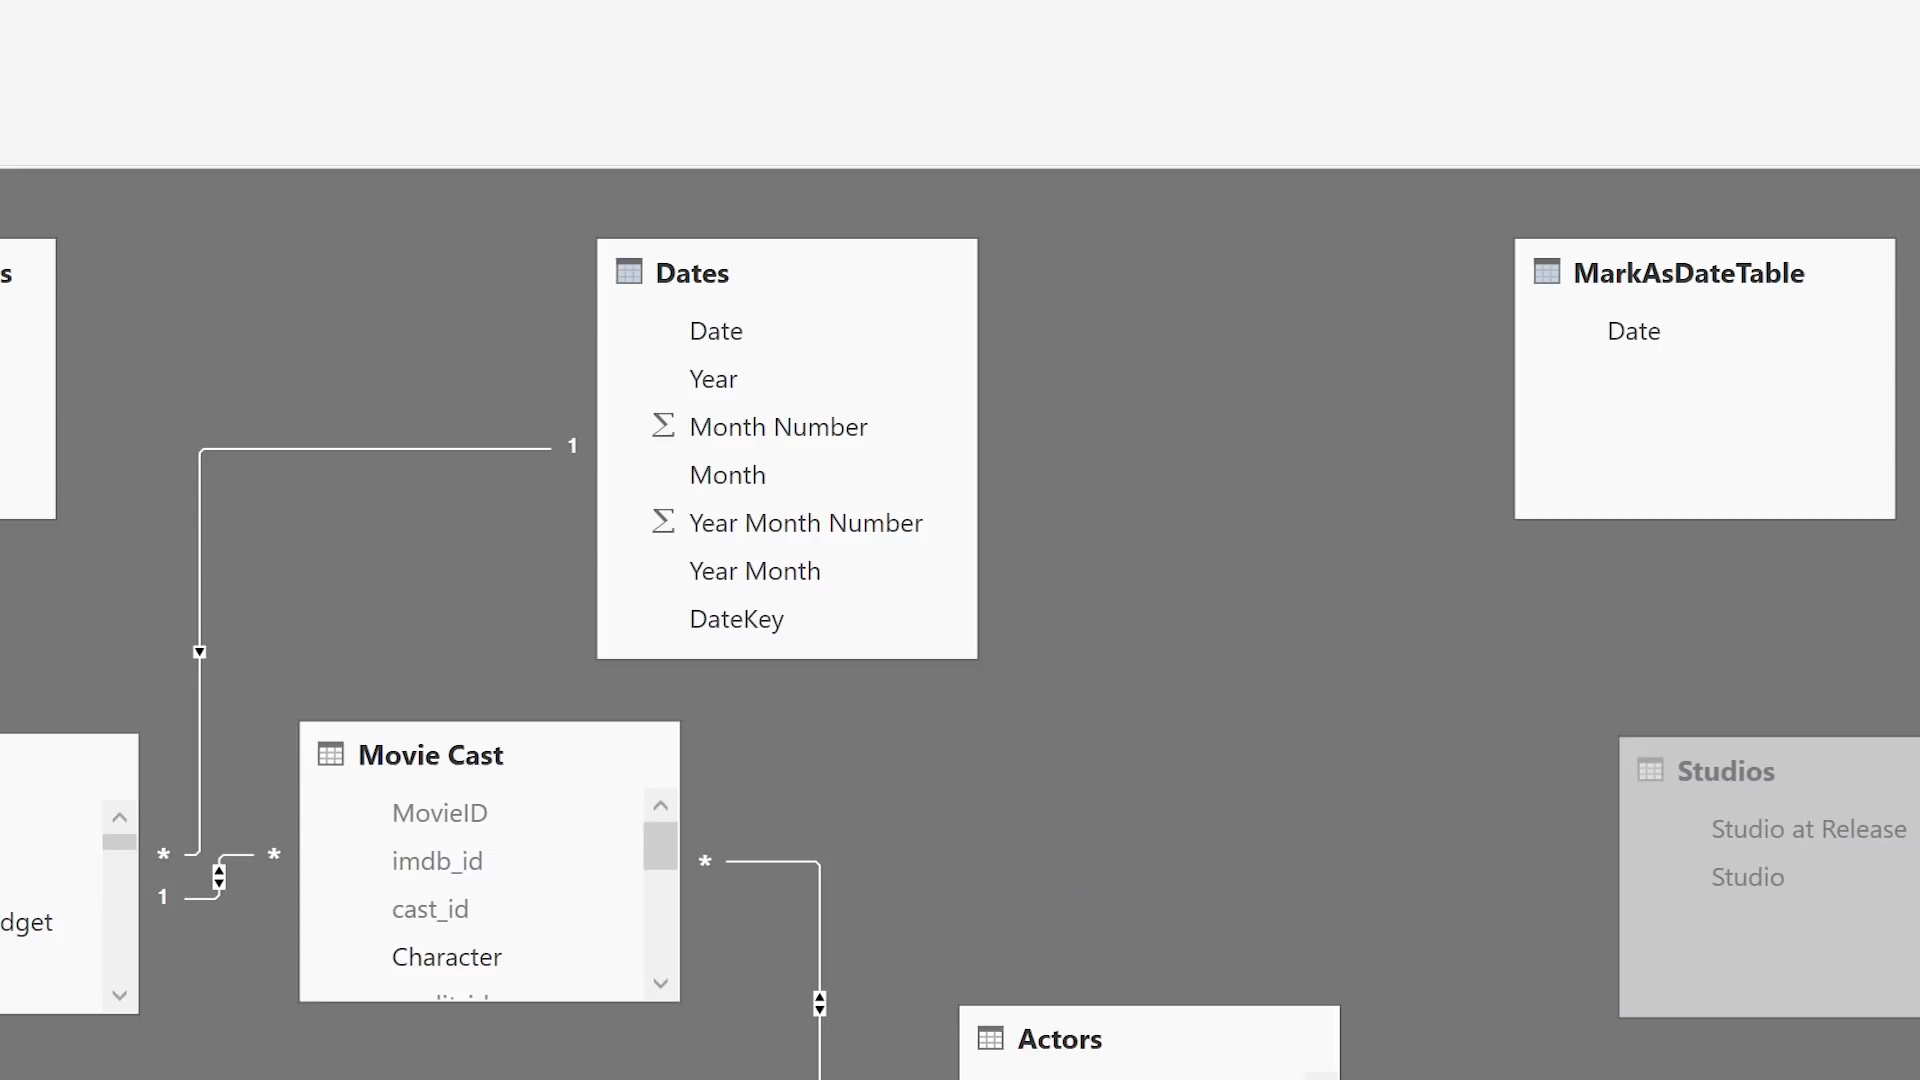 s
Dates
Date
Year
Month Number
Month
Year Month Number
Year Month
DateKey
MarkAsDateTable
Date
1
dget
*
1
*
Movie Cast
MovieID
imdb_id
cast_id
Character
*
Studios
Studio at Release
Studio
Actors